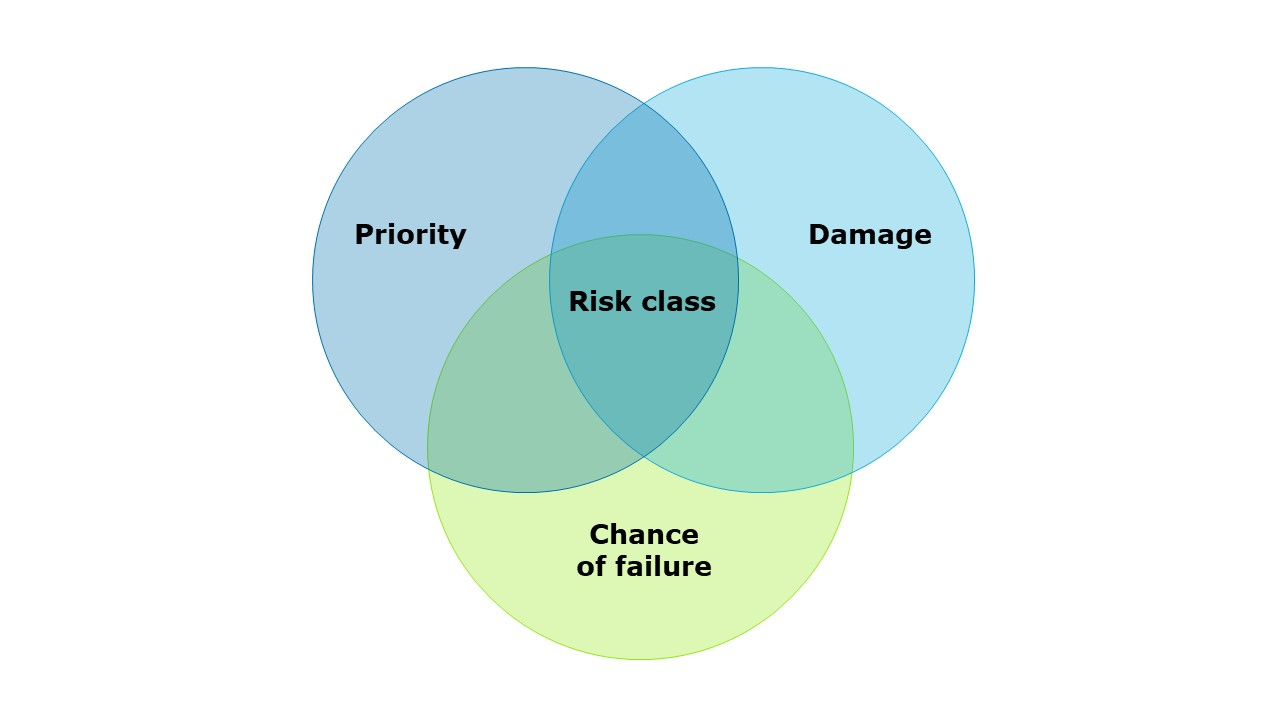 Priority
Damage
Risk class
Chance
of failure